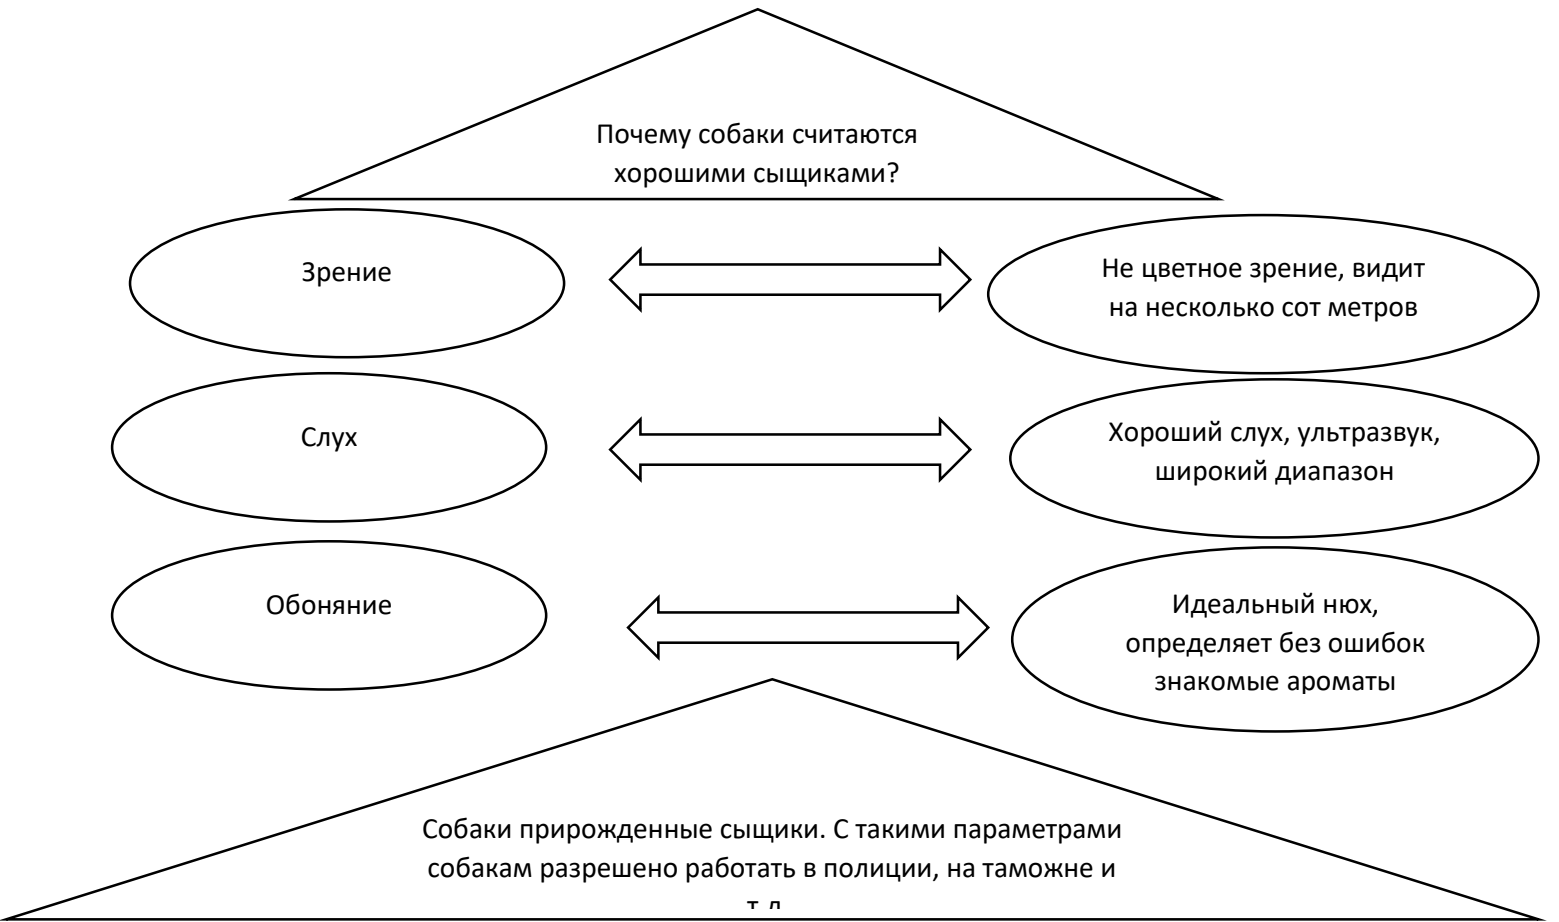 Почему собаки считаются
хорошими сыщиками?
Зрение
Не цветное зрение, видит
на несколько сот метров
Слух
Хороший слух, ультразвук,
широкий диапазон
Обоняние
Идеальный нюх,
определяет без ошибок
знакомые ароматы
Собаки прирожденные сыщики. С такими параметрами
собакам разрешено работать в полиции, на таможне и
т.д